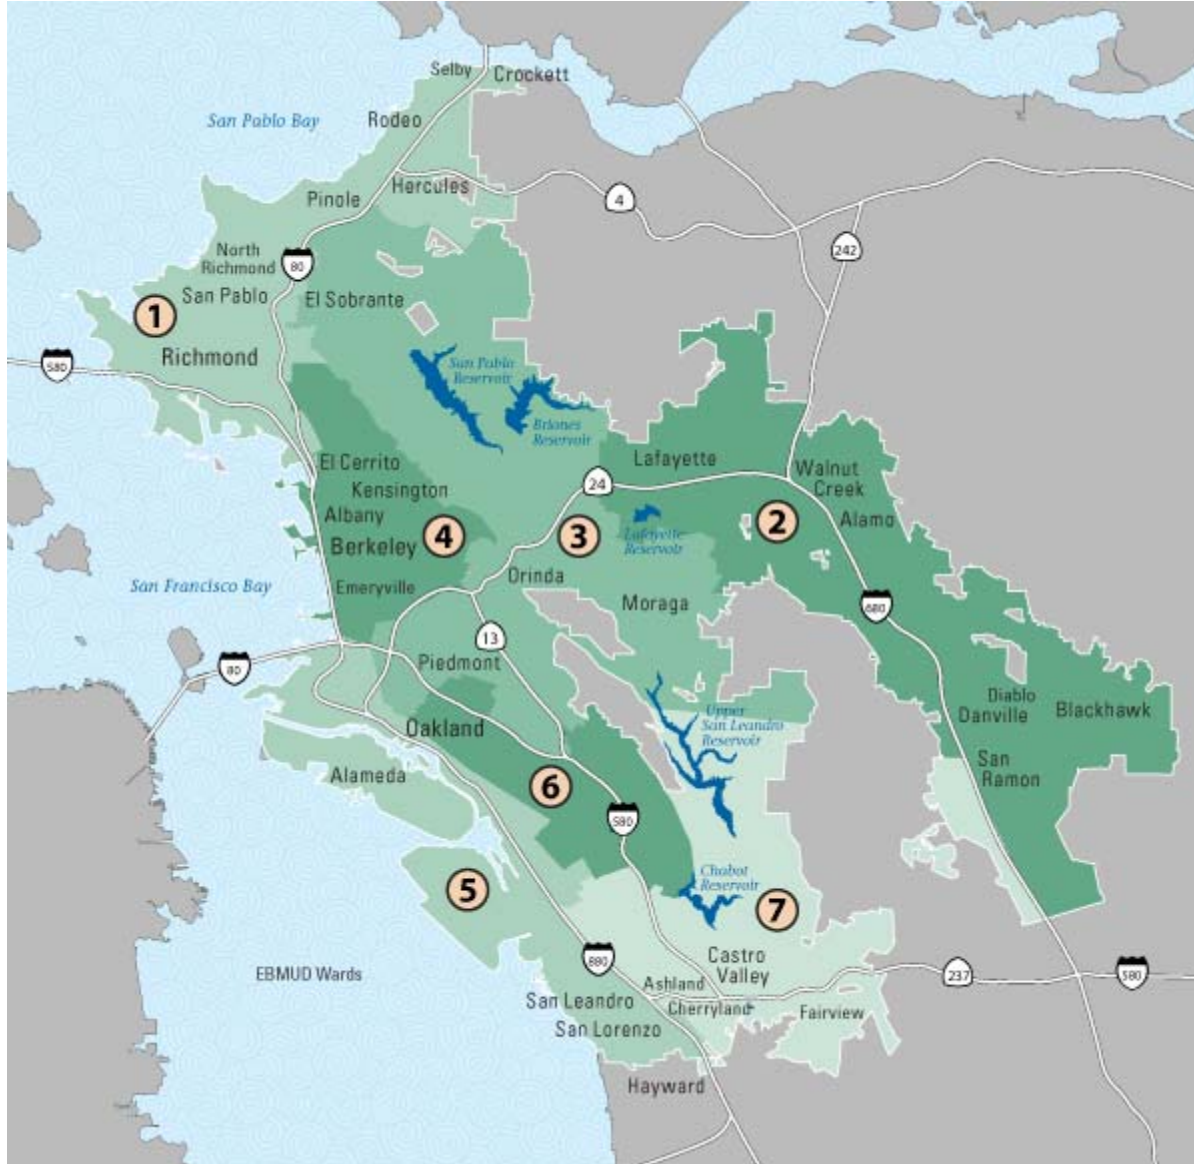 Selby
Crockett
San Pablo Bay
Rodeo
Hercules
Pinole
4
North
Richmond
80
242
San Pablo
El Sobrante
1
Richmond
580
San Pablo
Reservoir
Briones
Reservoir
El Cerrito
Kensington
Lafayette
Walnut
Creek
24
Albany
4
3
Lafayette
Reservoir
2
Alamo
Berkeley
San Francisco Bay
Emeryville
Orinda
Moraga
680
13
80
Piedmont
Upper
San Leandro
Reservoir
Diablo
Danville
Blackhawk
Oakland
Alameda
6
580
San
Ramon
Chabot
Reservoir
5
7
EBMUD Wards
880
Castro
Valley
237
580
Ashland
San Leandro
Cherryland
Fairview
San Lorenzo
Hayward